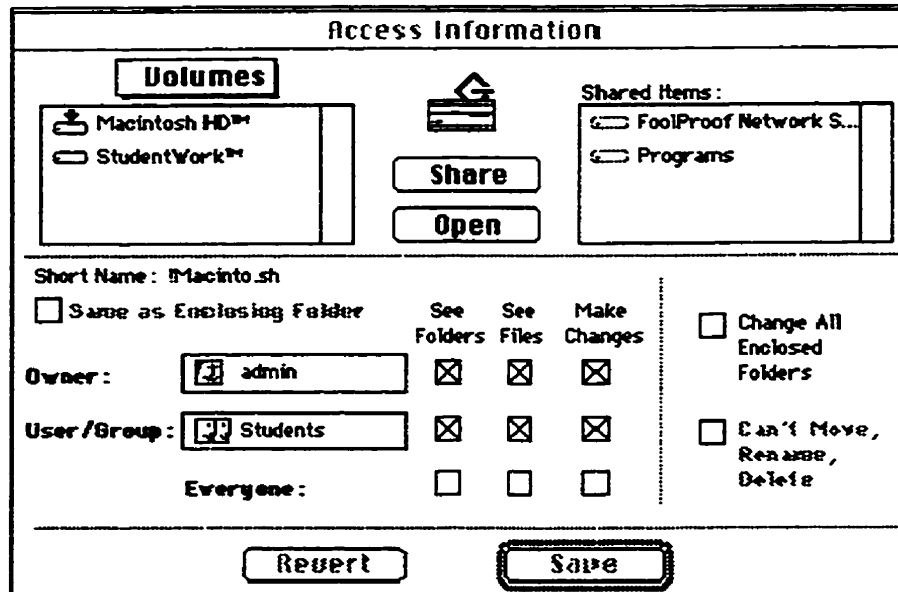 Access Information
Volumes
Macintosh HD™
StudentWork™
Share
Open
Shared Items:
FoolProof Network S...
Programs
Short Name: !Macinto.sh
Same as Enclosing Folder
See Folders
See Files
Make Changes
Owner: admin
User/Group: Students
Everyone:
Change All
Enclosed
Folders
Can't Move,
Rename,
Delete
Revert
Save